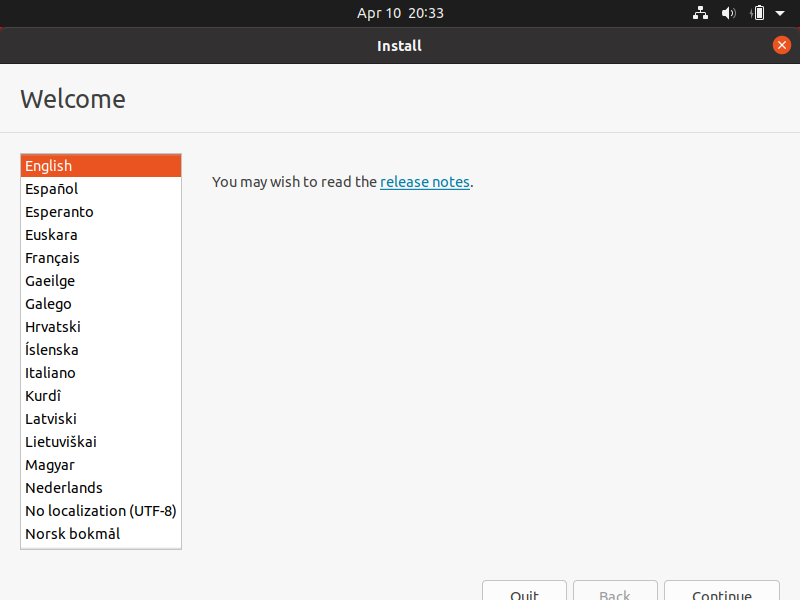 Apr 10 20:33
Install
Welcome
English
Español
Esperanto
Euskara
Français
Gaeilge
Galego
Hrvatski
Íslenska
Italiano
Kurdî
Latviski
Lietuviškai
Magyar
Nederlands
No localization (UTF-8)
Norsk bokmål
You may wish to read the release notes.
Quit
Back
Continue